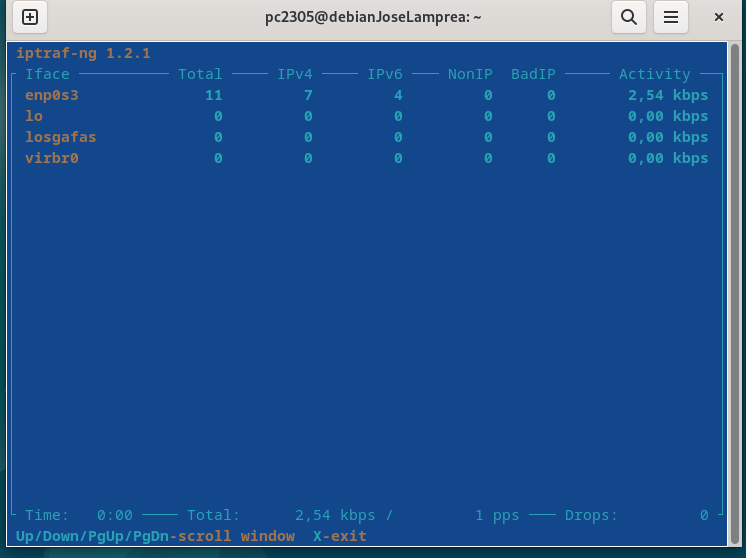 pc2305@debianJoseLamprea: ~
iptraf-ng 1.2.1
Iface Total IPv4 IPv6 NonIP BadIP Activity
enp0s3 11 7 4 0 0 2,54 kbps
lo 0 0 0 0 0 0,00 kbps
losgafas 0 0 0 0 0 0,00 kbps
virbr0 0 0 0 0 0 0,00 kbps
Time: 0:00 Total: 2,54 kbps / 1 pps Drops: 0
Up/Down/PgUp/PgDn-scroll window X-exit